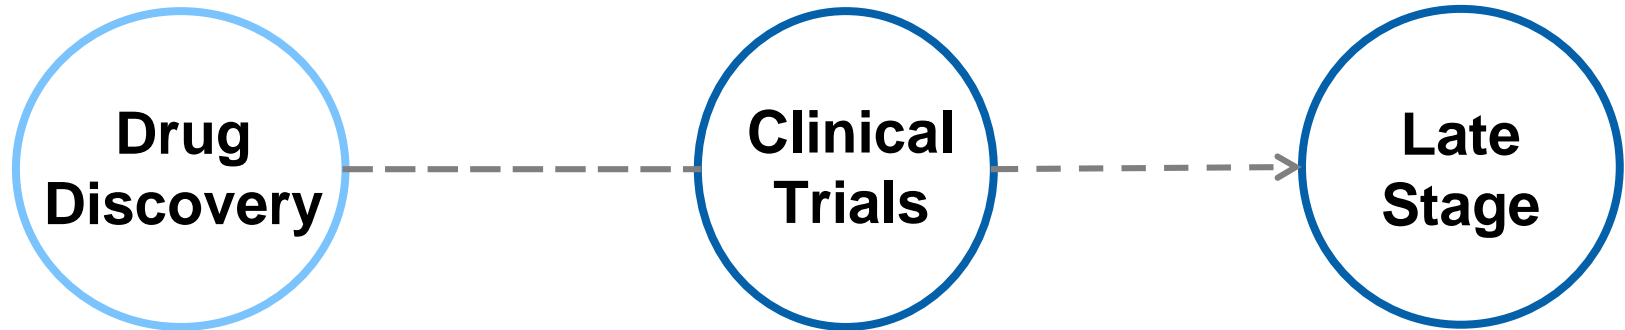 Drug
Discovery
Clinical
Trials
Late
Stage